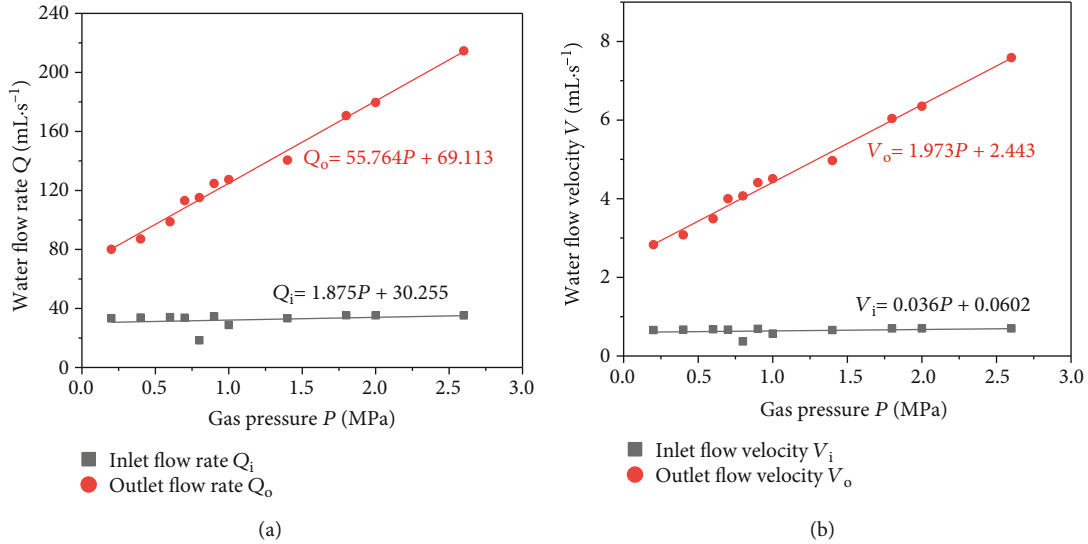 240
200
160
120
80
40
0
Water flow rate Q (mL·s⁻¹)
Qₒ= 55.764P + 69.113
Qᵢ= 1.875P + 30.255
0.0 0.5 1.0 1.5 2.0 2.5 3.0
Gas pressure P (MPa)
Inlet flow rate Qᵢ
Outlet flow rate Qₒ
(a)
8
6
4
2
0
Water flow velocity V (mL·s⁻¹)
Vₒ= 1.973P + 2.443
Vᵢ= 0.036P + 0.0602
0.0 0.5 1.0 1.5 2.0 2.5 3.0
Gas pressure P (MPa)
Inlet flow velocity Vᵢ
Outlet flow velocity Vₒ
(b)